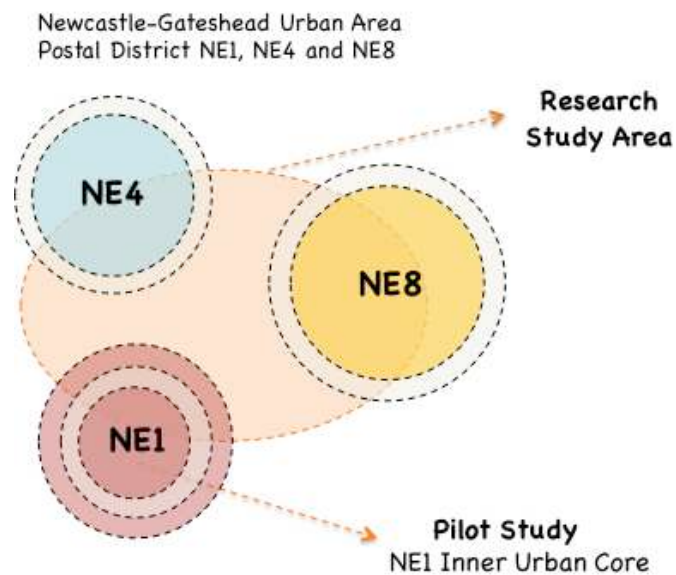 Newcastle-Gateshead Urban Area
Postal District NE1, NE4 and NE8
Research
Study Area
NE4
NE8
NE1
Pilot Study
NE1 Inner Urban Core